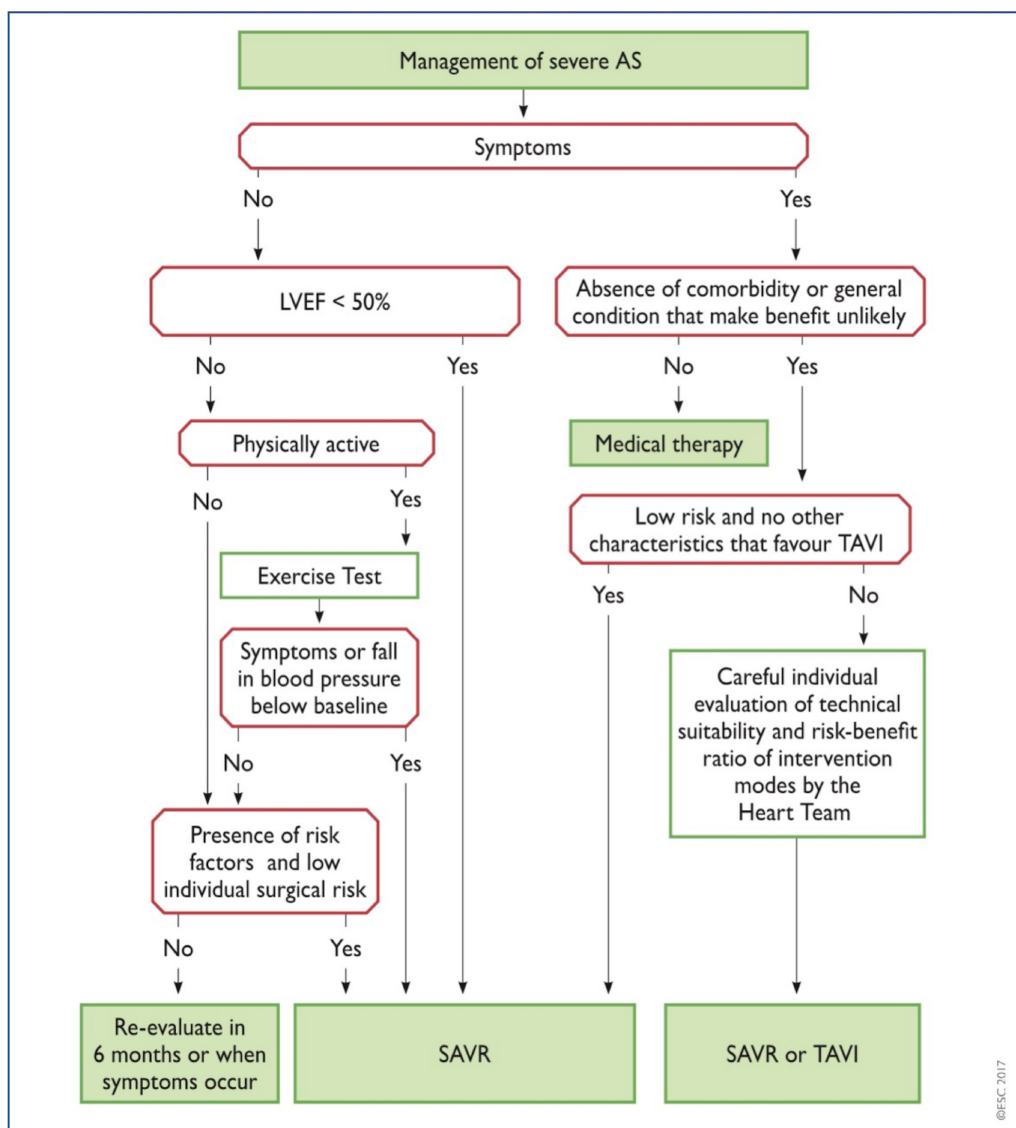 Management of severe AS
Symptoms
No
Yes
LVEF < 50%
Absence of comorbidity or general
condition that make benefit unlikely
No
Yes
No
Yes
Physically active
Medical therapy
No
Yes
Low risk and no other
characteristics that favour TAVI
Exercise Test
Yes
No
Symptoms or fall
in blood pressure
below baseline
Careful individual
evaluation of technical
suitability and risk-benefit
ratio of intervention
modes by the
Heart Team
No
Yes
Presence of risk
factors and low
individual surgical risk
No
Yes
Re-evaluate in
6 months or when
symptoms occur
SAVR
SAVR or TAVI
©ESC 2017